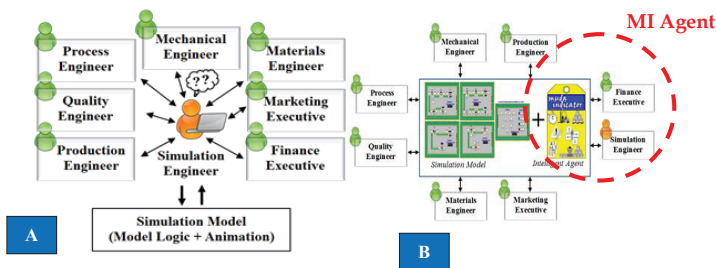 Mechanical
Engineer
Process
Engineer
Materials
Engineer
??
Quality
Engineer
Marketing
Executive
Production
Engineer
Simulation
Engineer
Finance
Executive
Simulation Model
(Model Logic + Animation)
A
MI Agent
Mechanical
Engineer
Production
Engineer
Process
Engineer
muda
indicator
Finance
Executive
+
Quality
Engineer
Simulation
Engineer
Simulation Model
Intelligent Agent
Materials
Engineer
Marketing
Executive
B